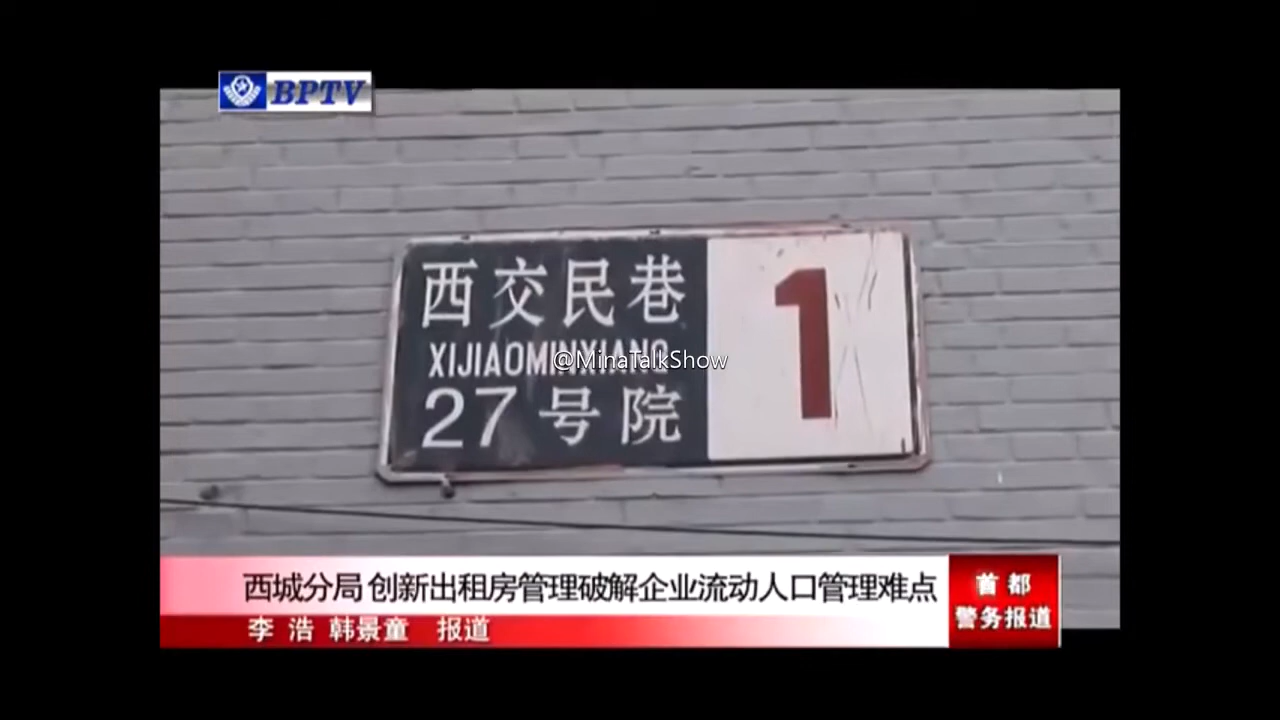 BPTV
西交民巷
XIJIAOMINXIANG
27号院
1
@MinaTalkShow
西城分局 创新出租房管理破解企业流动人口管理难点
李 浩 韩景童 报道
首都
警务报道